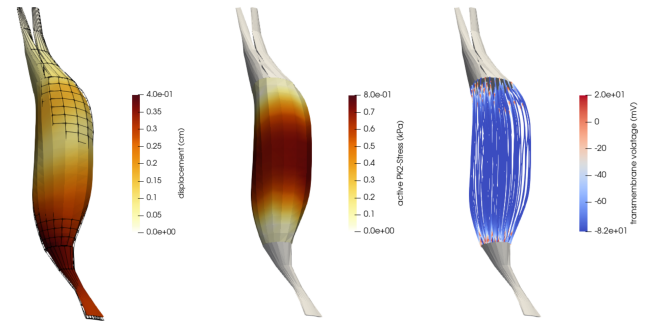 4.0e-01
0.35
0.3
0.25
0.2
0.15
0.1
0.05
0.0e+00
displacement (cm)
8.0e-01
0.7
0.6
0.5
0.4
0.3
0.2
0.1
0.0e+00
active PK2-Stress (kPa)
2.0e+01
0
-20
-40
-60
-8.2e+01
transmembrane volatage (mV)